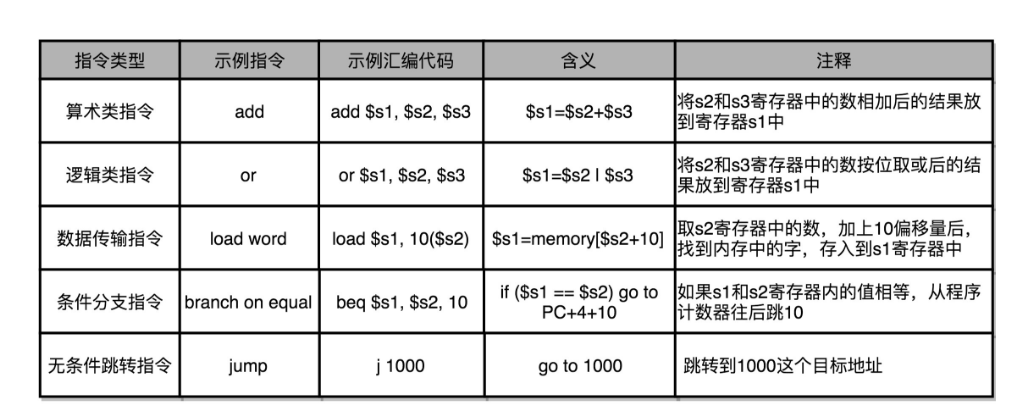 指令类型 示例指令 示例汇编代码 含义 注释
算术类指令 add add $s1, $s2, $s3 $s1=$s2+$s3 将s2和s3寄存器中的数相加后的结果放
到寄存器s1中
逻辑类指令 or or $s1, $s2, $s3 $s1=$s2 | $s3 将s2和s3寄存器中的数按位取或后的结
果放到寄存器s1中
数据传输指令 load word load $s1, 10($s2) $s1=memory[$s2+10] 取s2寄存器中的数，加上10偏移量后，
找到内存中的字，存入到s1寄存器中
条件分支指令 branch on equal beq $s1, $s2, 10 if ($s1 == $s2) go to
PC+4+10
如果s1和s2寄存器内的值相等，从程序
计数器往后跳10
无条件跳转指令 jump j 1000 go to 1000 跳转到1000这个目标地址